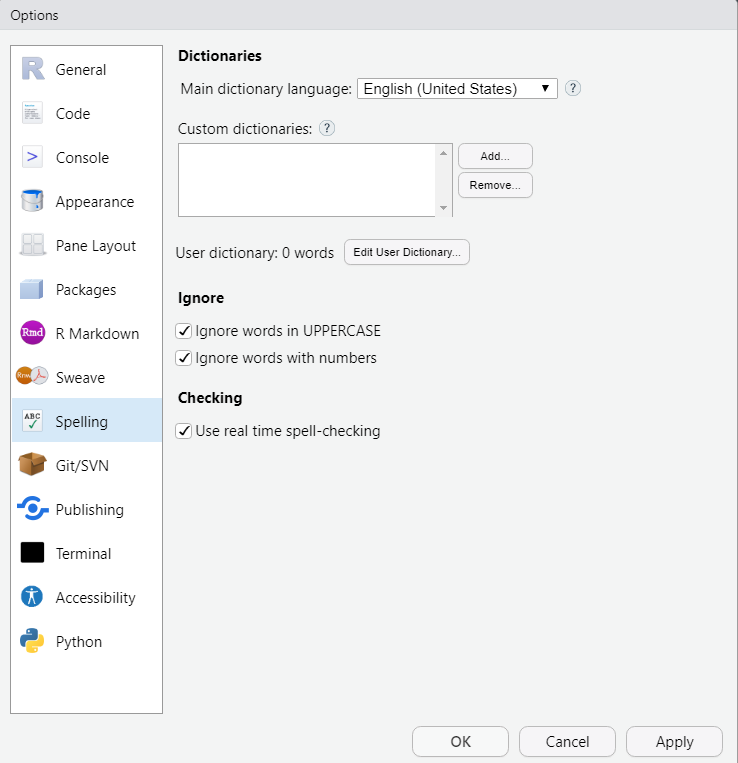 Options
General
Code
Console
Appearance
Pane Layout
Packages
Rmd R Markdown
Sweave
ABC Spelling
Git/SVN
Publishing
Terminal
Accessibility
Python
Dictionaries
Main dictionary language: English (United States) ▼ ?
Custom dictionaries: ?
Add...
Remove...
User dictionary: 0 words Edit User Dictionary...
Ignore
Ignore words in UPPERCASE
Ignore words with numbers
Checking
Use real time spell-checking
OK Cancel Apply